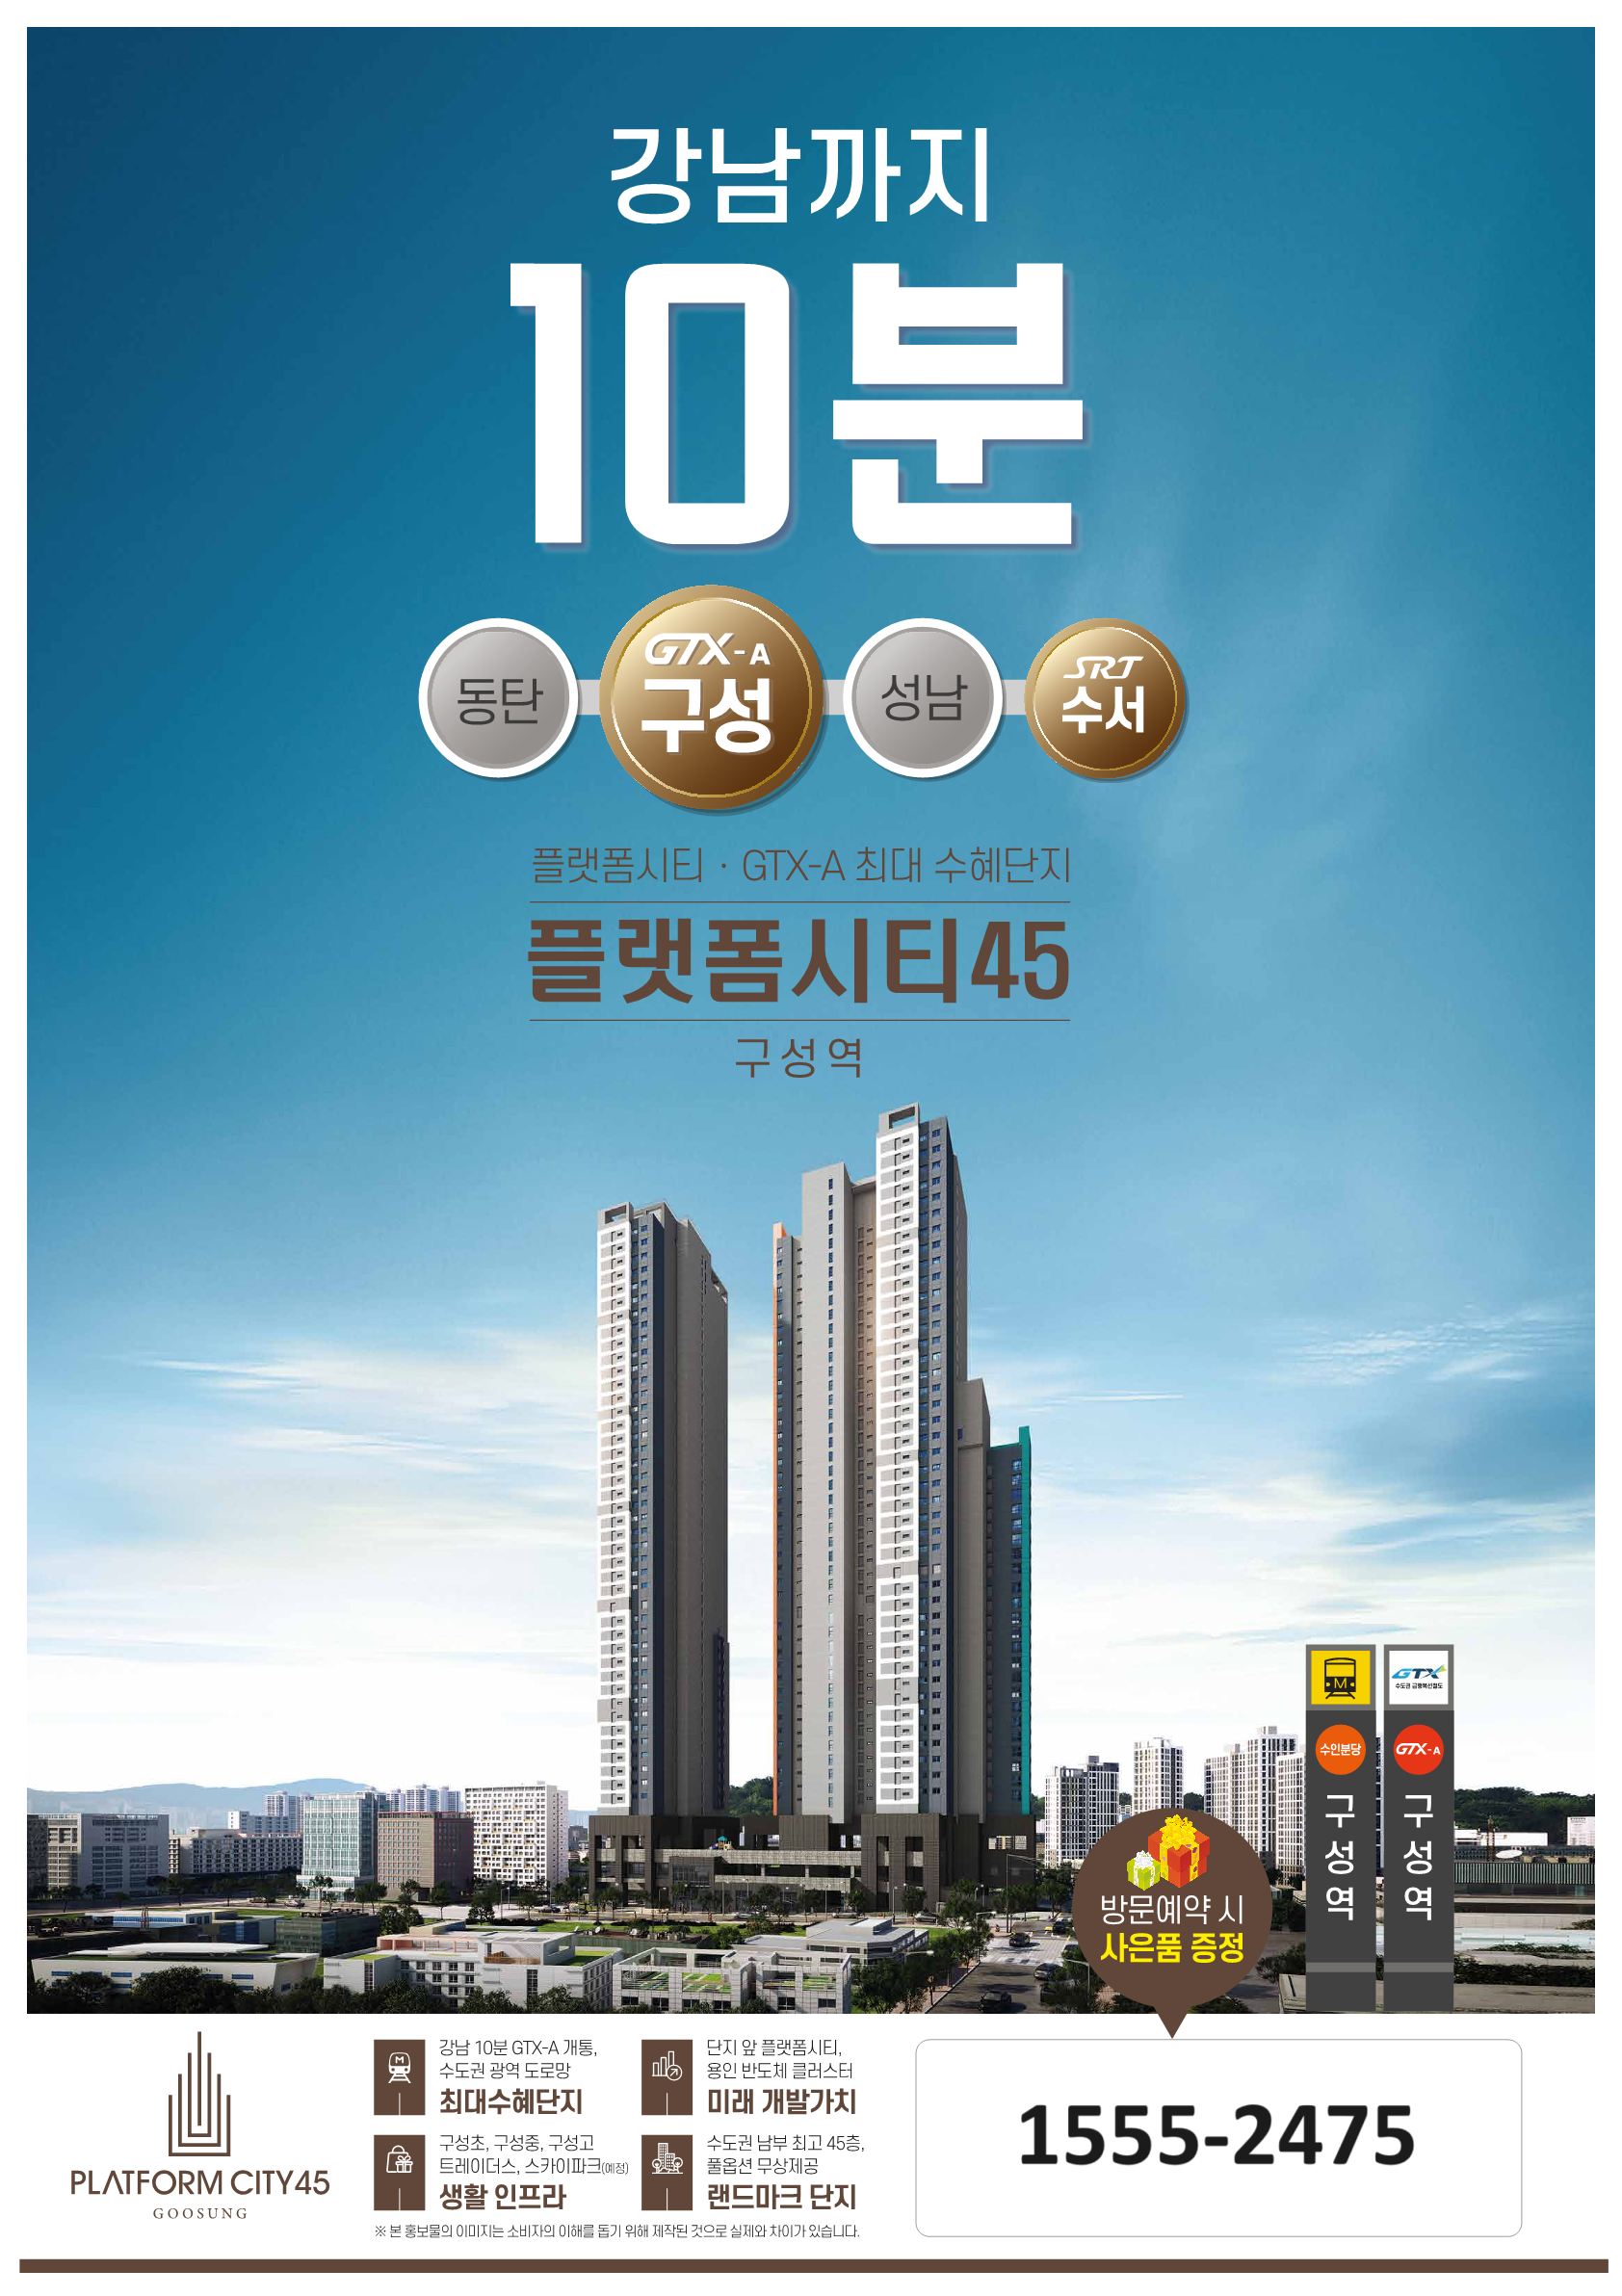 강남까지
10분
동탄
GTX-A
구성
성남
SRT
수서
플랫폼시티 · GTX-A 최대 수혜단지
플랫폼시티45
구성역
GTX
수도권 광역급행철도
수인분당
구성역
GTX-A
구성역
방문예약 시
사은품 증정
PLATFORM CITY45
GOOSUNG
강남 10분 GTX-A 개통,
수도권 광역 도로망
최대수혜단지
단지 앞 플랫폼시티,
용인 반도체 클러스터
미래 개발가치
구성초, 구성중, 구성고
트레이더스, 스카이파크(예정)
생활 인프라
수도권 남부 최고 45층,
풀옵션 무상제공
랜드마크 단지
※ 본 홍보물의 이미지는 소비자의 이해를 돕기 위해 제작된 것으로 실제와 차이가 있습니다.
1555-2475